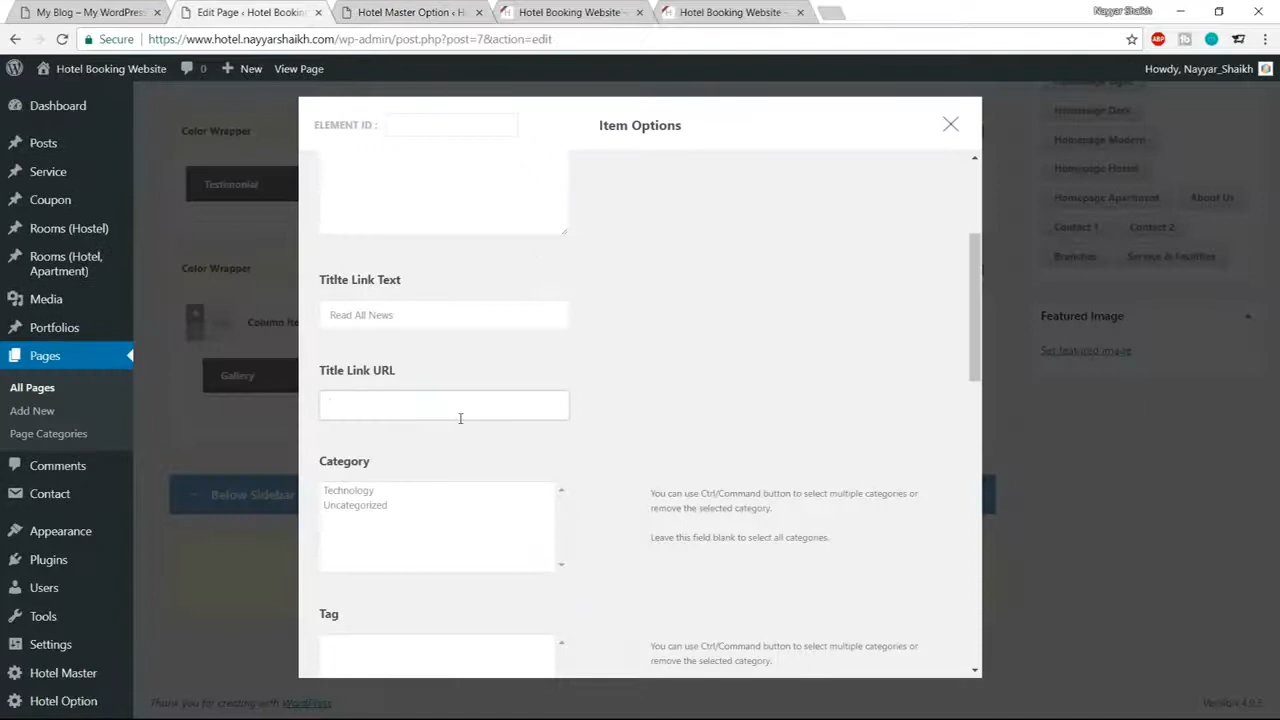 My Blog – My WordPress
Edit Page ‹ Hotel Bookin
Hotel Master Option ‹ H
Hotel Booking Website –
Hotel Booking Website –
Nayyar Shaikh
Secure
https://www.hotel.nayyarshaikh.com/wp-admin/post.php?post=7&action=edit
ABP
Hotel Booking Website
0
New
View Page
Howdy, Nayyar_Shaikh
Dashboard
Posts
Service
Coupon
Rooms (Hostel)
Rooms (Hotel,
Apartment)
Media
Portfolios
Pages
All Pages
Add New
Page Categories
Comments
Contact
Appearance
Plugins
Users
Tools
Settings
Hotel Master
Hotel Option
Color Wrapper
Testimonial
Color Wrapper
Column Ite
Gallery
Below Sidebar
Thank you for creating with WordPress
ELEMENT ID :
Item Options
Titlte Link Text
Read All News
Title Link URL
Category
Technology
Uncategorized
You can use Ctrl/Command button to select multiple categories or
remove the selected category.
Leave this field blank to select all categories.
Tag
You can use Ctrl/Command button to select multiple categories or
remove the selected category.
Homepage Dark
Homepage Modern
Homepage Hostel
Homepage Apartment
About Us
Contact 1
Contact 2
Branches
Service & Facilities
Featured Image
Set featured image